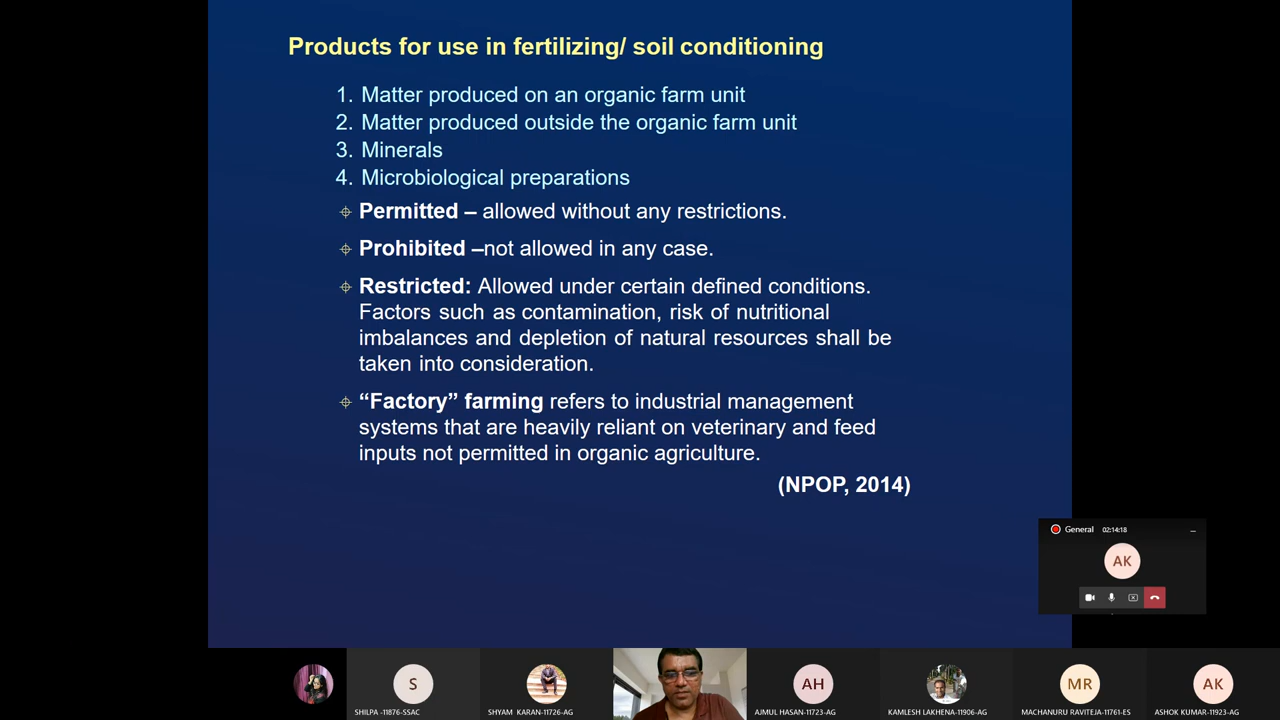 Products for use in fertilizing/ soil conditioning
1. Matter produced on an organic farm unit
2. Matter produced outside the organic farm unit
3. Minerals
4. Microbiological preparations
Permitted – allowed without any restrictions.
Prohibited –not allowed in any case.
Restricted: Allowed under certain defined conditions.
Factors such as contamination, risk of nutritional
imbalances and depletion of natural resources shall be
taken into consideration.
“Factory” farming refers to industrial management
systems that are heavily reliant on veterinary and feed
inputs not permitted in organic agriculture.
(NPOP, 2014)
General 02:14:18
AK
S
AH
MR
AK
SHILPA -11876-SSAC
SHYAM KARAN-11726-AG
AJMUL HASAN-11723-AG
KAMLESH LAKHENA-11906-AG
MACHANURU RAVITEJA-11761-ES
ASHOK KUMAR-11923-AG